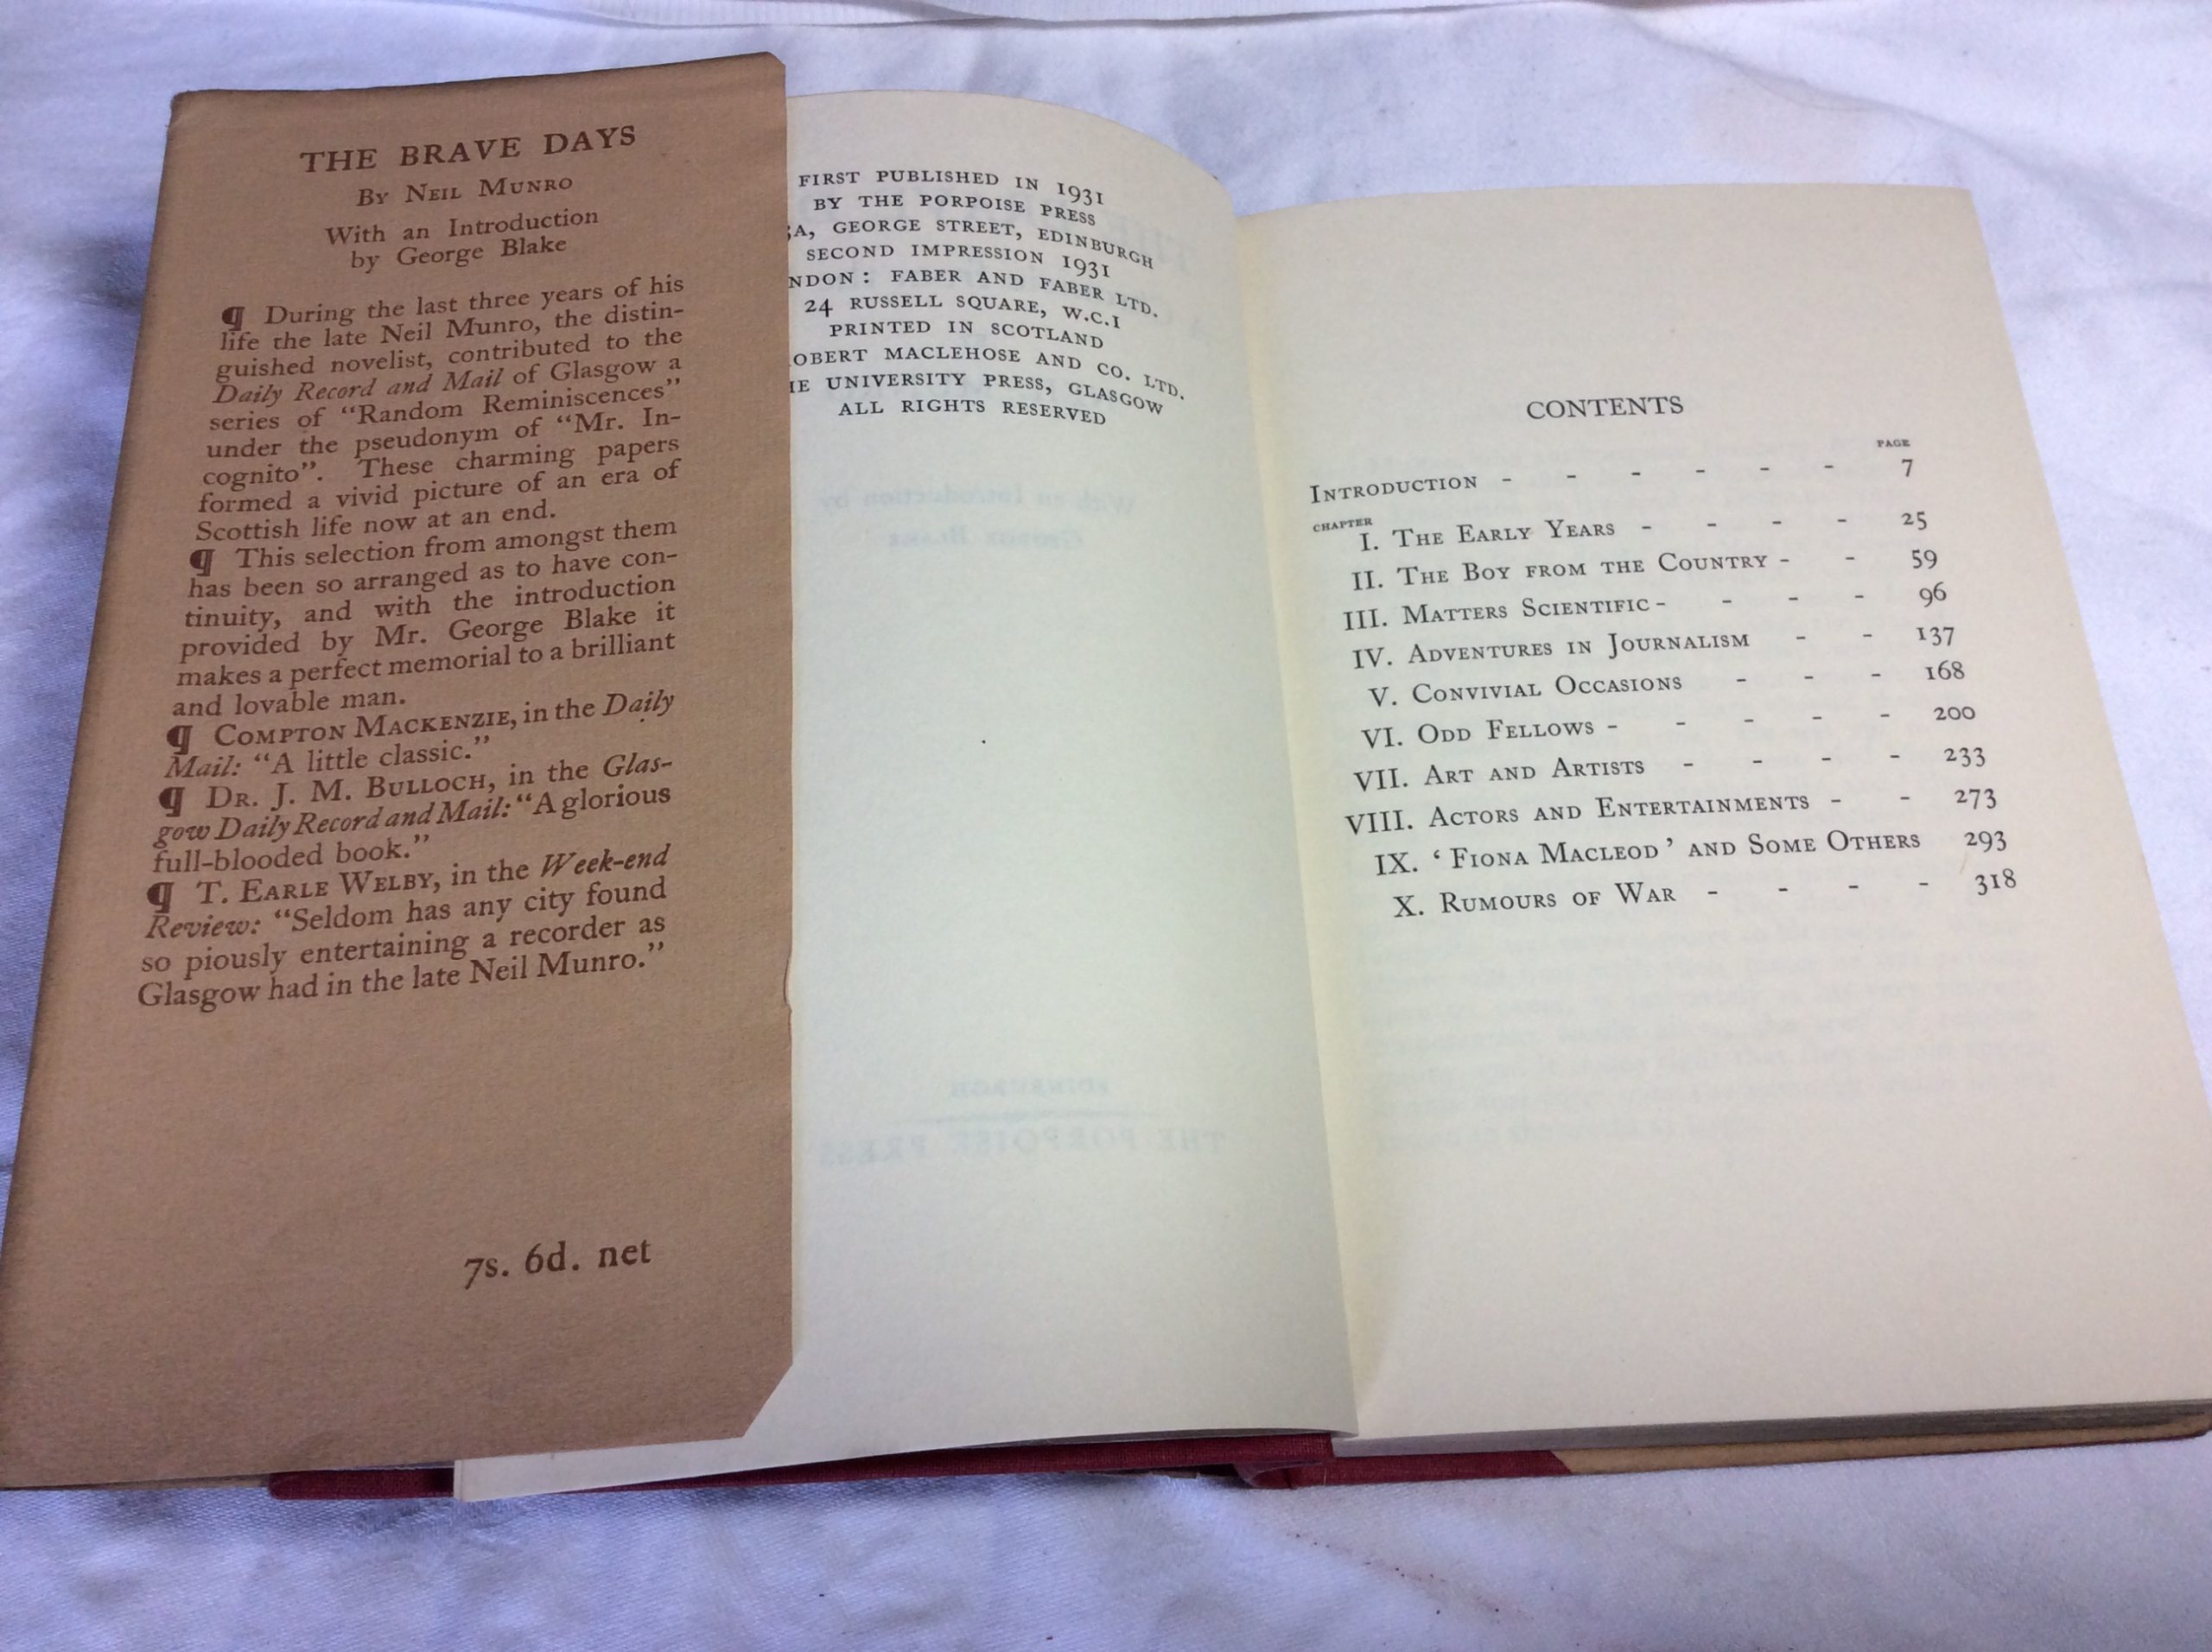 THE BRAVE DAYS
By Neil Munro
With an Introduction
by George Blake
¶ During the last three years of his
life the late Neil Munro, the distin-
guished novelist, contributed to the
Daily Record and Mail of Glasgow a
series of “Random Reminiscences”
under the pseudonym of “Mr. In-
cognito”. These charming papers
formed a vivid picture of an era of
Scottish life now at an end.
¶ This selection from amongst them
has been so arranged as to have con-
tinuity, and with the introduction
provided by Mr. George Blake it
makes a perfect memorial to a brilliant
and lovable man.
¶ Compton Mackenzie, in the Daily
Mail: “A little classic.”
¶ Dr. J. M. Bulloch, in the Glas-
gow Daily Record and Mail: “A glorious
full-blooded book.”
¶ T. Earle Welby, in the Week-end
Review: “Seldom has any city found
so piously entertaining a recorder as
Glasgow had in the late Neil Munro.”
7s. 6d. net
FIRST PUBLISHED IN 1931
BY THE PORPOISE PRESS
A, GEORGE STREET, EDINBURGH
SECOND IMPRESSION 1931
NDON: FABER AND FABER LTD.
24 RUSSELL SQUARE, W.C.1
PRINTED IN SCOTLAND
OBERT MACLEHOSE AND CO. LTD.
HE UNIVERSITY PRESS, GLASGOW
ALL RIGHTS RESERVED
CONTENTS
PAGE
Introduction - - - - - - 7
CHAPTER
I. The Early Years - - - - 25
II. The Boy from the Country - - 59
III. Matters Scientific - - - - 96
IV. Adventures in Journalism - - 137
V. Convivial Occasions - - - 168
VI. Odd Fellows - - - - - 200
VII. Art and Artists - - - - 233
VIII. Actors and Entertainments - - 273
IX. ‘Fiona Macleod’ and Some Others 293
X. Rumours of War - - - - 318